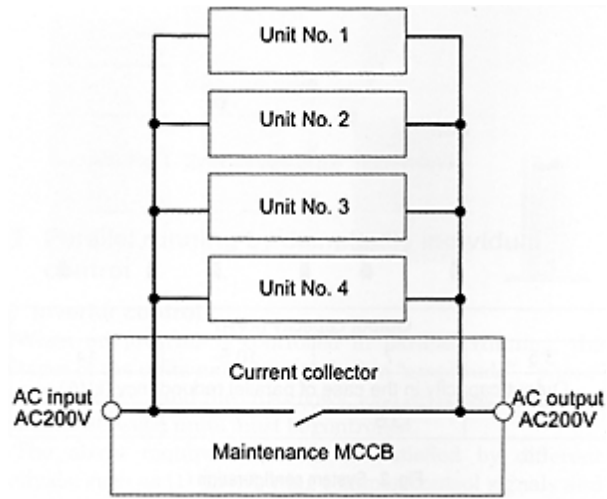 Unit No. 1
Unit No. 2
Unit No. 3
Unit No. 4
Current collector
AC input
AC200V
AC output
AC200V
Maintenance MCCB